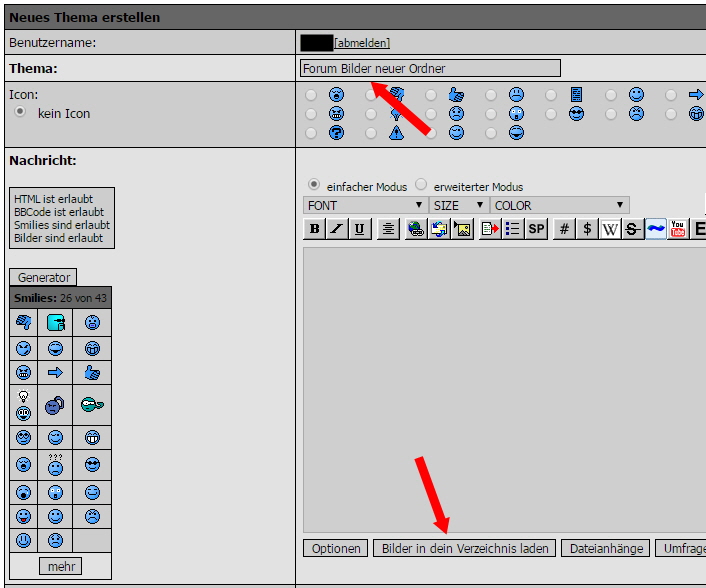 Neues Thema erstellen
Benutzername:
[abmelden]
Thema:
Forum Bilder neuer Ordner
Icon:
kein Icon
Nachricht:
einfacher Modus erweiterter Modus
HTML ist erlaubt
BBCode ist erlaubt
Smilies sind erlaubt
Bilder sind erlaubt
FONT SIZE COLOR
B I U SP # $ W S You Tube E
Generator
Smilies: 26 von 43
???
mehr
Optionen
Bilder in dein Verzeichnis laden
Dateianhänge
Umfrage